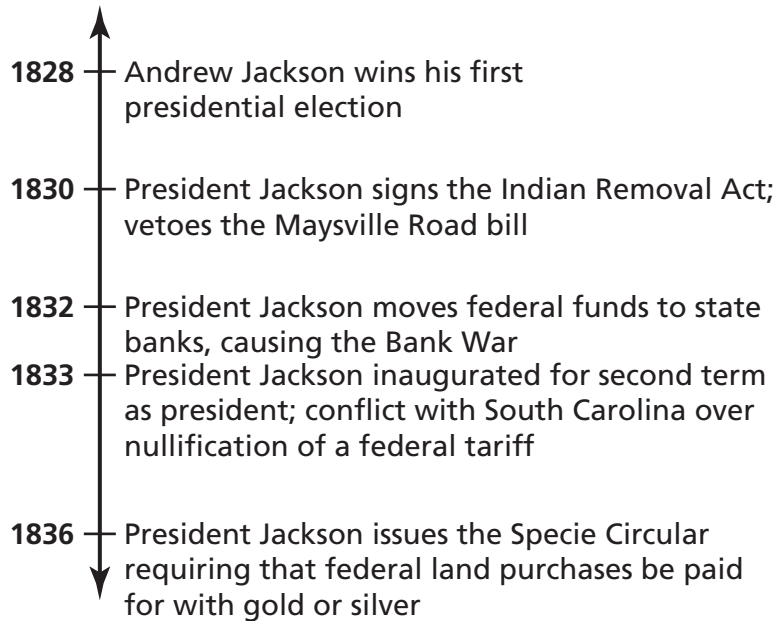 1828 Andrew Jackson wins his first
presidential election
1830 President Jackson signs the Indian Removal Act;
vetoes the Maysville Road bill
1832 President Jackson moves federal funds to state
banks, causing the Bank War
1833 President Jackson inaugurated for second term
as president; conflict with South Carolina over
nullification of a federal tariff
1836 President Jackson issues the Specie Circular
requiring that federal land purchases be paid
for with gold or silver